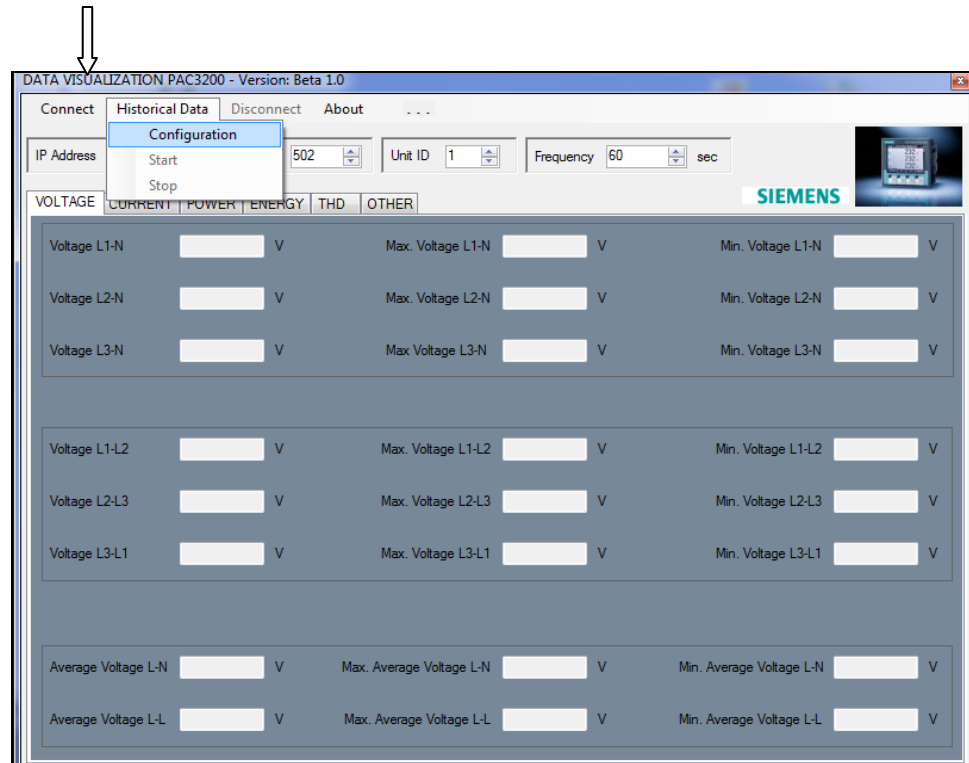 DATA VISUALIZATION PAC3200 - Version: Beta 1.0
Connect Historical Data Disconnect About ...
Configuration
Start
Stop
IP Address 502 Unit ID 1 Frequency 60 sec
SIEMENS
VOLTAGE CURRENT POWER ENERGY THD OTHER
Voltage L1-N V Max. Voltage L1-N V Min. Voltage L1-N V
Voltage L2-N V Max. Voltage L2-N V Min. Voltage L2-N V
Voltage L3-N V Max Voltage L3-N V Min. Voltage L3-N V
Voltage L1-L2 V Max. Voltage L1-L2 V Min. Voltage L1-L2 V
Voltage L2-L3 V Max. Voltage L2-L3 V Min. Voltage L2-L3 V
Voltage L3-L1 V Max. Voltage L3-L1 V Min. Voltage L3-L1 V
Average Voltage L-N V Max. Average Voltage L-N V Min. Average Voltage L-N V
Average Voltage L-L V Max. Average Voltage L-L V Min. Average Voltage L-L V